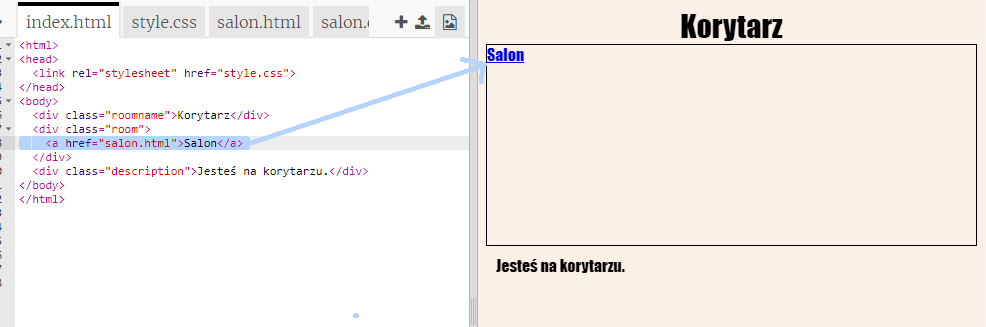 index.html style.css salon.html salon.
<html>
<head>
<link rel="stylesheet" href="style.css">
</head>
<body>
<div class="roomname">Korytarz</div>
<div class="room">
<a href="salon.html">Salon</a>
</div>
<div class="description">Jesteś na korytarzu.</div>
</body>
</html>
Korytarz
Salon
Jesteś na korytarzu.